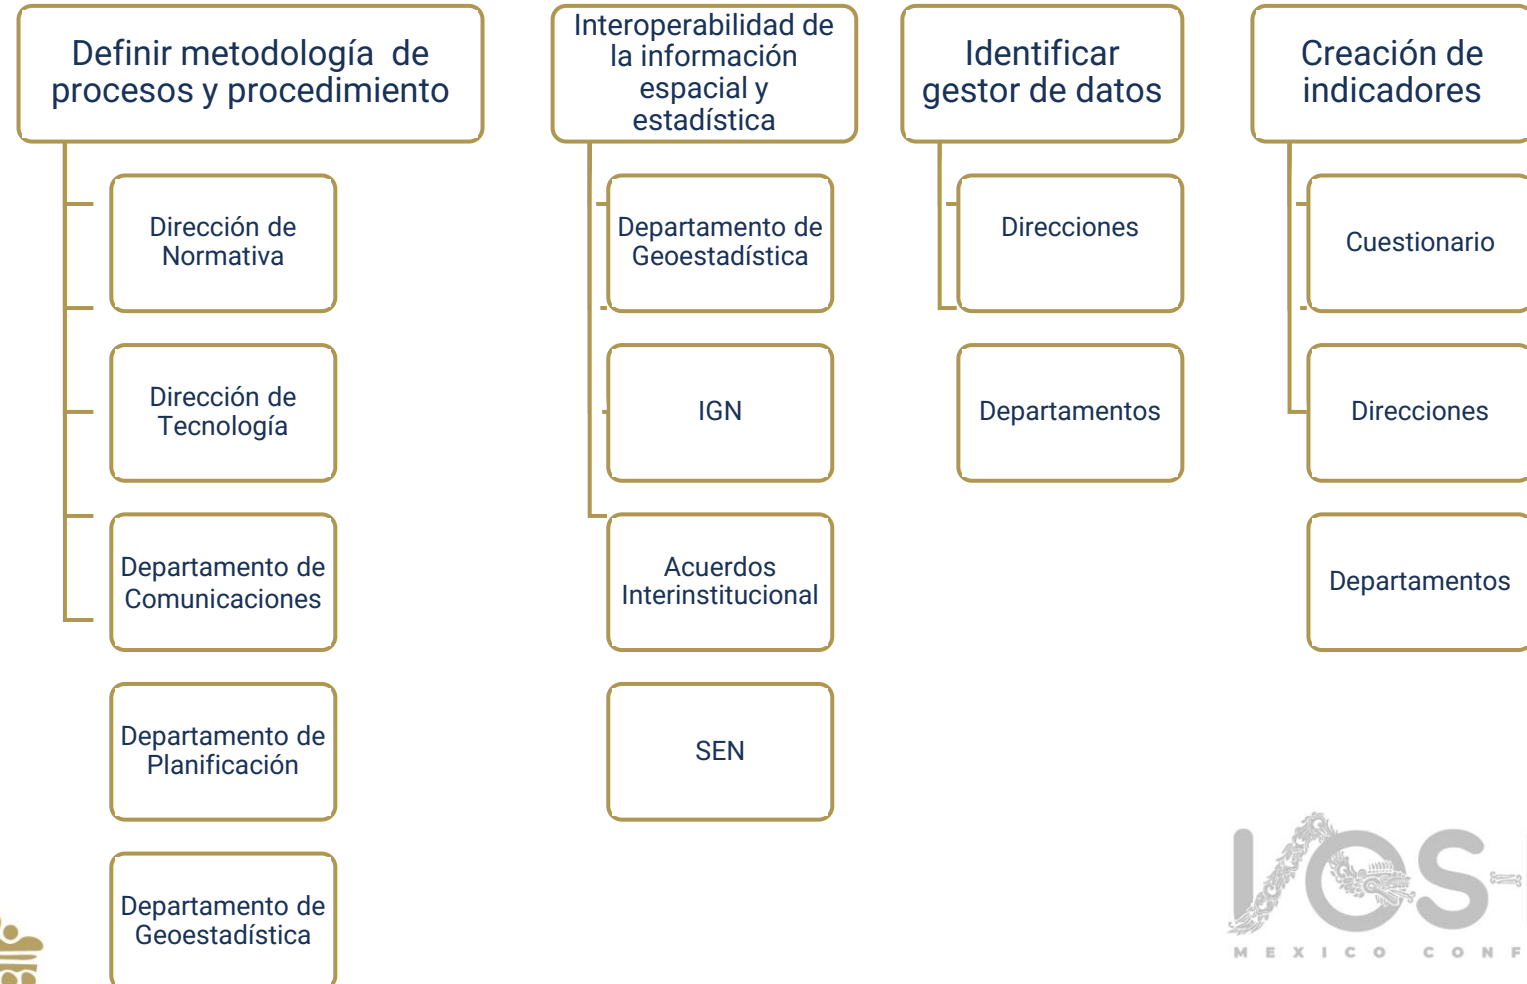 Definir metodología de
procesos y procedimiento
Dirección de
Normativa
Dirección de
Tecnología
Departamento de
Comunicaciones
Departamento de
Planificación
Departamento de
Geoestadística
Interoperabilidad de
la información
espacial y
estadística
Departamento de
Geoestadística
IGN
Acuerdos
Interinstitucional
SEN
Identificar
gestor de datos
Direcciones
Departamentos
Creación de
indicadores
Cuestionario
Direcciones
Departamentos
MEXICO